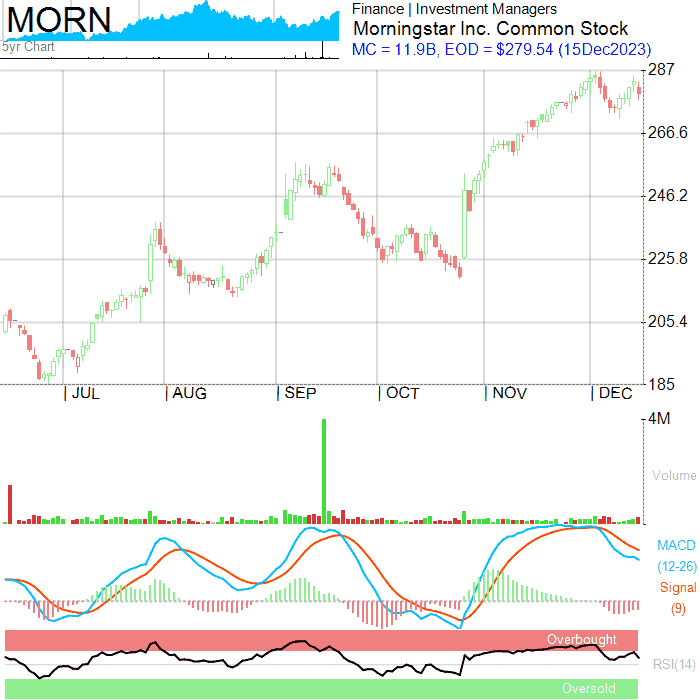 MORN
5yr Chart
Finance | Investment Managers
Morningstar Inc. Common Stock
MC = 11.9B, EOD = $279.54 (15Dec2023)
287
266.6
246.2
225.8
205.4
185
| JUL | AUG | SEP | OCT | NOV | DEC
4M
Volume
MACD
(12-26)
Signal
(9)
Overbought
RSI(14)
Oversold